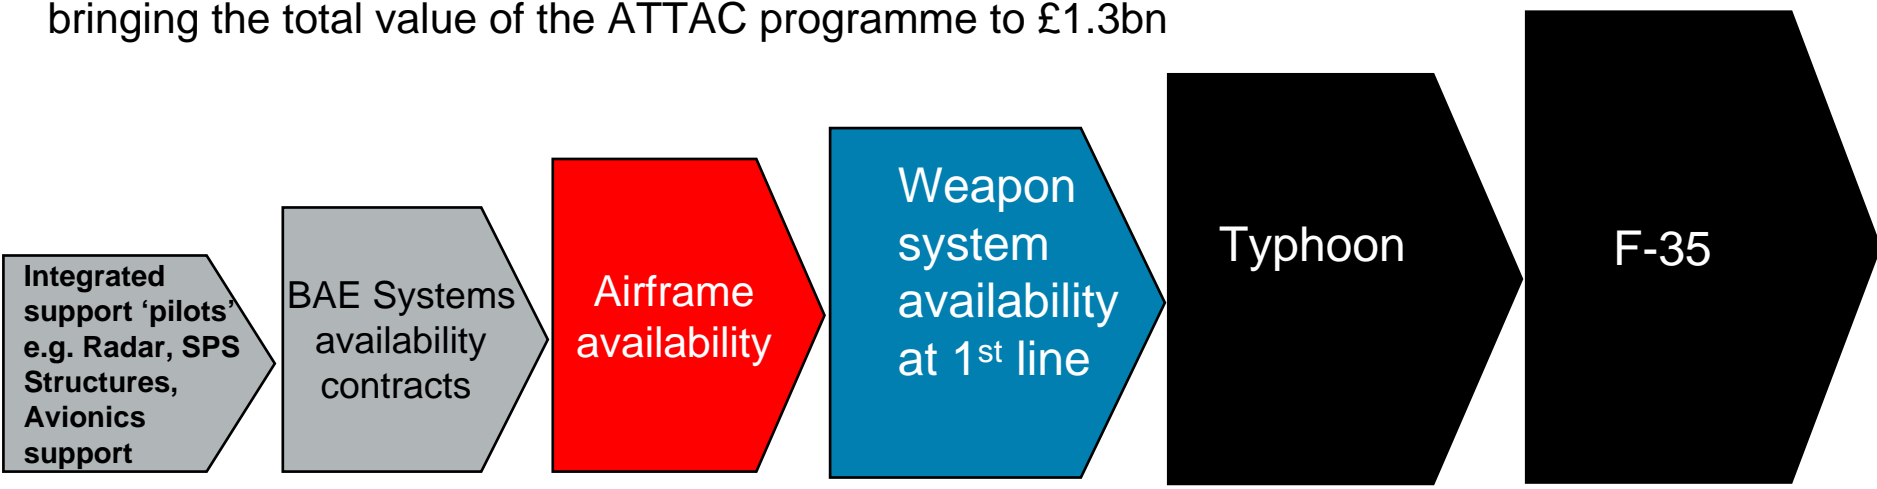 bringing the total value of the ATTAC programme to £1.3bn
Integrated
support ‘pilots’
e.g. Radar, SPS
Structures,
Avionics
support
BAE Systems
availability
contracts
Airframe
availability
Weapon
system
availability
at 1st line
Typhoon
F-35